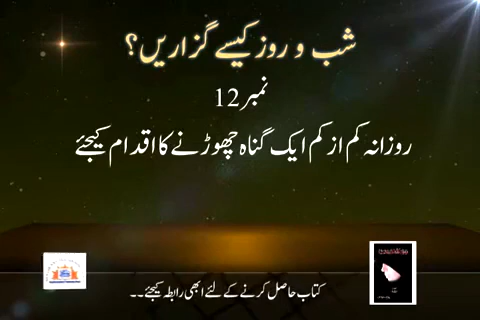 شب و روز کیسے گزاریں؟
نمبر 12
روزانہ کم از کم ایک گناہ چھوڑنے کا اقدام کیجئے
کتاب حاصل کرنے کے لئے ابھی رابطہ کیجئے۔۔